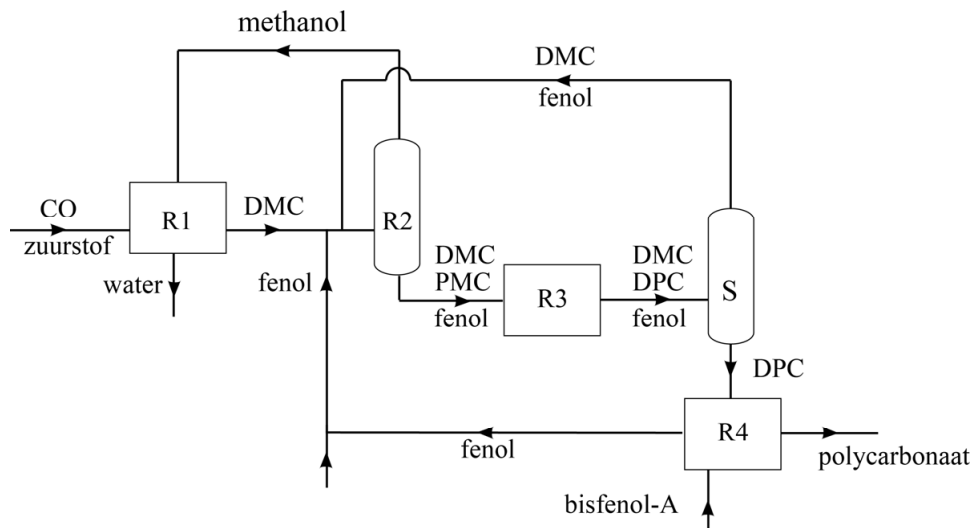 methanol
DMC
fenol
CO
zuurstof
R1
DMC
water
fenol
R2
DMC
PMC
fenol
R3
DMC
DPC
fenol
S
DPC
R4
fenol
polycarbonaat
bisfenol-A